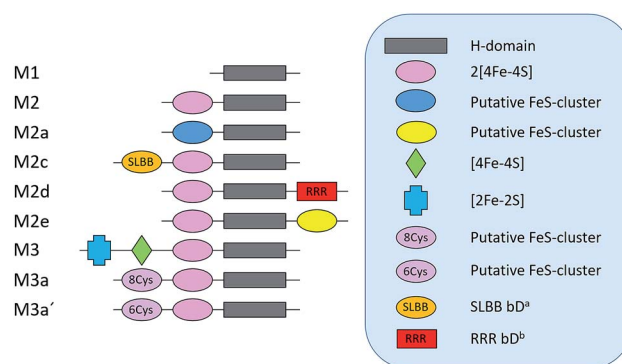 M1
M2
M2a
M2c
SLBB
M2d
RRR
M2e
M3
M3a
8Cys
M3a´
6Cys
H-domain
2[4Fe-4S]
Putative FeS-cluster
Putative FeS-cluster
[4Fe-4S]
[2Fe-2S]
8Cys Putative FeS-cluster
6Cys Putative FeS-cluster
SLBB SLBB bDᵃ
RRR RRR bDᵇ